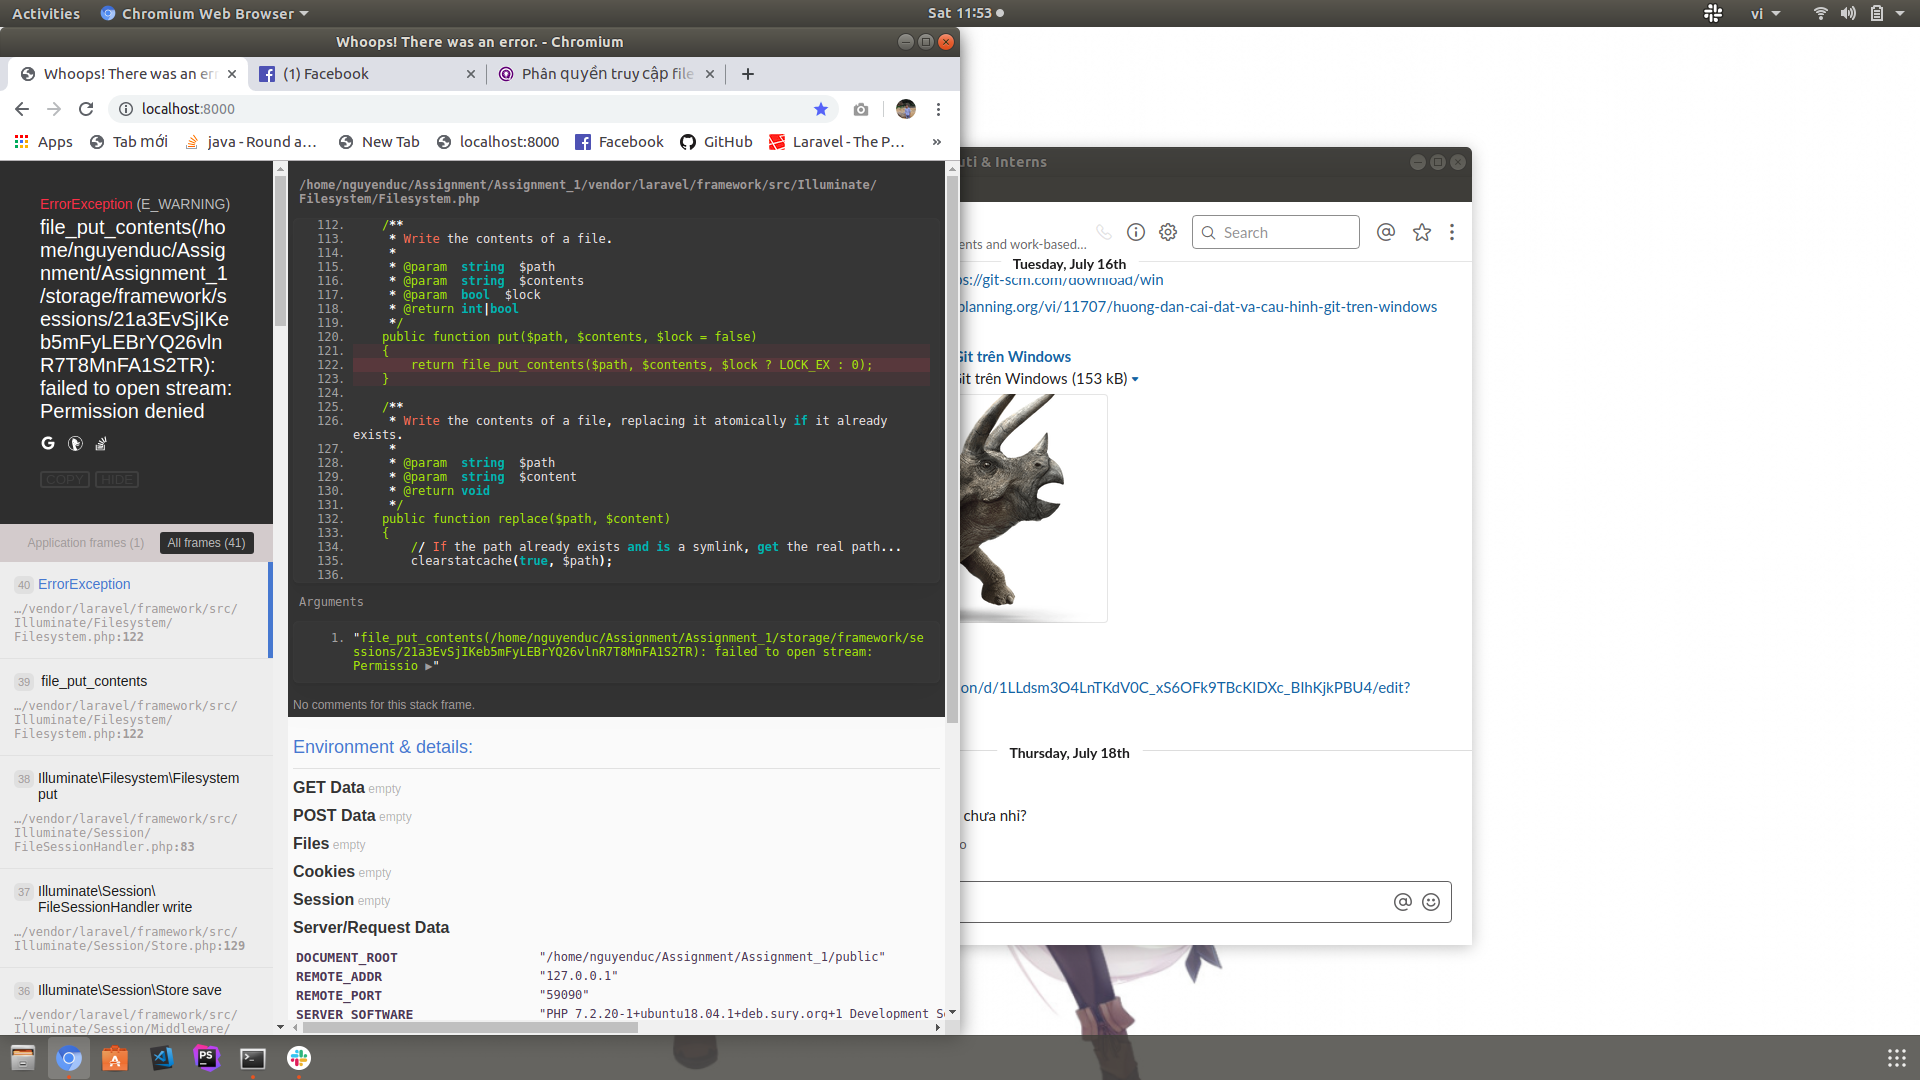 Activities
Chromium Web Browser
Sat 11:53
vi
Whoops! There was an error. - Chromium
Whoops! There was an err
(1) Facebook
Phân quyền truy cập file
localhost:8000
Apps
Tab mới
java - Round a…
New Tab
localhost:8000
Facebook
GitHub
Laravel - The P…
»
ErrorException (E_WARNING)
file_put_contents(/ho
me/nguyenduc/Assig
nment/Assignment_1
/storage/framework/s
essions/21a3EvSjIKe
b5mFyLEBrYQ26vln
R7T8MnFA1S2TR):
failed to open stream:
Permission denied
COPY HIDE
Application frames (1) All frames (41)
40 ErrorException
…/vendor/laravel/framework/src/
Illuminate/Filesystem/
Filesystem.php:122
39 file_put_contents
…/vendor/laravel/framework/src/
Illuminate/Filesystem/
Filesystem.php:122
38 Illuminate\Filesystem\Filesystem
put
…/vendor/laravel/framework/src/
Illuminate/Session/
FileSessionHandler.php:83
37 Illuminate\Session\
FileSessionHandler write
…/vendor/laravel/framework/src/
Illuminate/Session/Store.php:129
36 Illuminate\Session\Store save
…/vendor/laravel/framework/src/
Illuminate/Session/Middleware/
/home/nguyenduc/Assignment/Assignment_1/vendor/laravel/framework/src/Illuminate/
Filesystem/Filesystem.php
112. /**
113. * Write the contents of a file.
114. *
115. * @param string $path
116. * @param string $contents
117. * @param bool $lock
118. * @return int|bool
119. */
120. public function put($path, $contents, $lock = false)
121. {
122. return file_put_contents($path, $contents, $lock ? LOCK_EX : 0);
123. }
124.
125. /**
126. * Write the contents of a file, replacing it atomically if it already
exists.
127. *
128. * @param string $path
129. * @param string $content
130. * @return void
131. */
132. public function replace($path, $content)
133. {
134. // If the path already exists and is a symlink, get the real path...
135. clearstatcache(true, $path);
136.
Arguments
1. "file_put_contents(/home/nguyenduc/Assignment/Assignment_1/storage/framework/se
ssions/21a3EvSjIKeb5mFyLEBrYQ26vlnR7T8MnFA1S2TR): failed to open stream:
Permissio ▶"
No comments for this stack frame.
Environment & details:
GET Data empty
POST Data empty
Files empty
Cookies empty
Session empty
Server/Request Data
DOCUMENT_ROOT "/home/nguyenduc/Assignment/Assignment_1/public"
REMOTE_ADDR "127.0.0.1"
REMOTE_PORT "59090"
SERVER_SOFTWARE "PHP 7.2.20-1+ubuntu18.04.1+deb.sury.org+1 Development S
uti & Interns
ents and work-based...
Search
Tuesday, July 16th
ps://git-scm.com/download/win
planning.org/vi/11707/huong-dan-cai-dat-va-cau-hinh-git-tren-windows
Git trên Windows
Git trên Windows (153 kB)
on/d/1LLdsm3O4LnTKdV0C_xS6OFk9TBcKIDXc_BIhKjkPBU4/edit?
Thursday, July 18th
chưa nhỉ?
o
PS